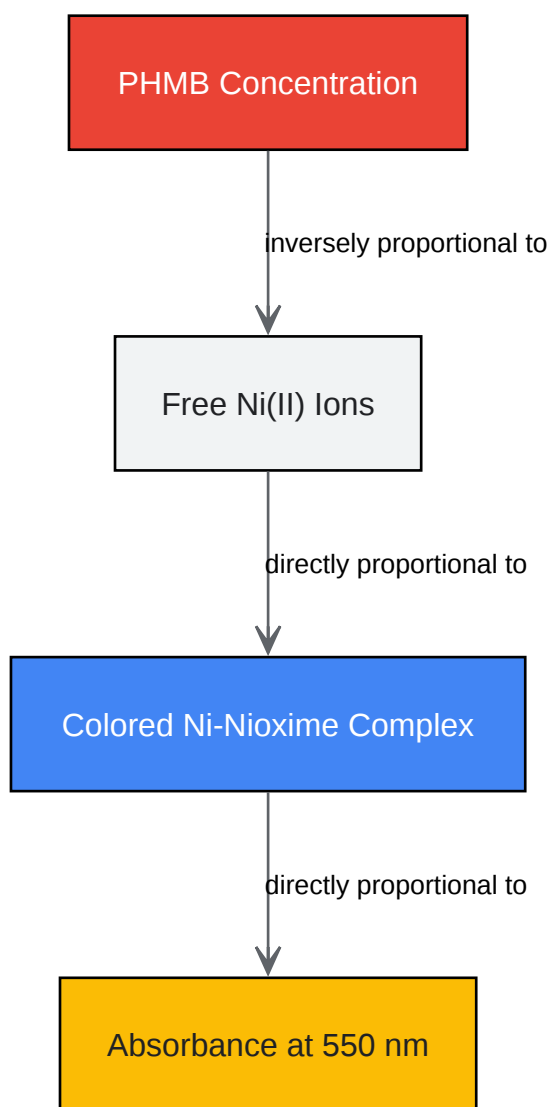 PHMB Concentration
inversely proportional to
Free Ni(II) Ions
directly proportional to
Colored Ni-Nioxime Complex
directly proportional to
Absorbance at 550 nm